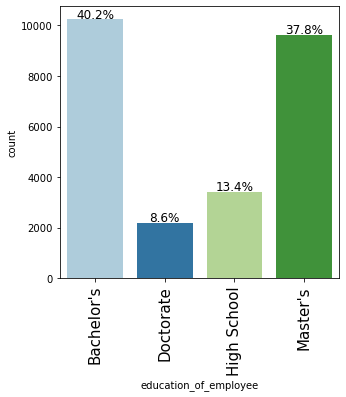 40.2%
37.8%
13.4%
8.6%
10000
8000
6000
4000
2000
0
count
Bachelor's
Doctorate
High School
Master's
education_of_employee